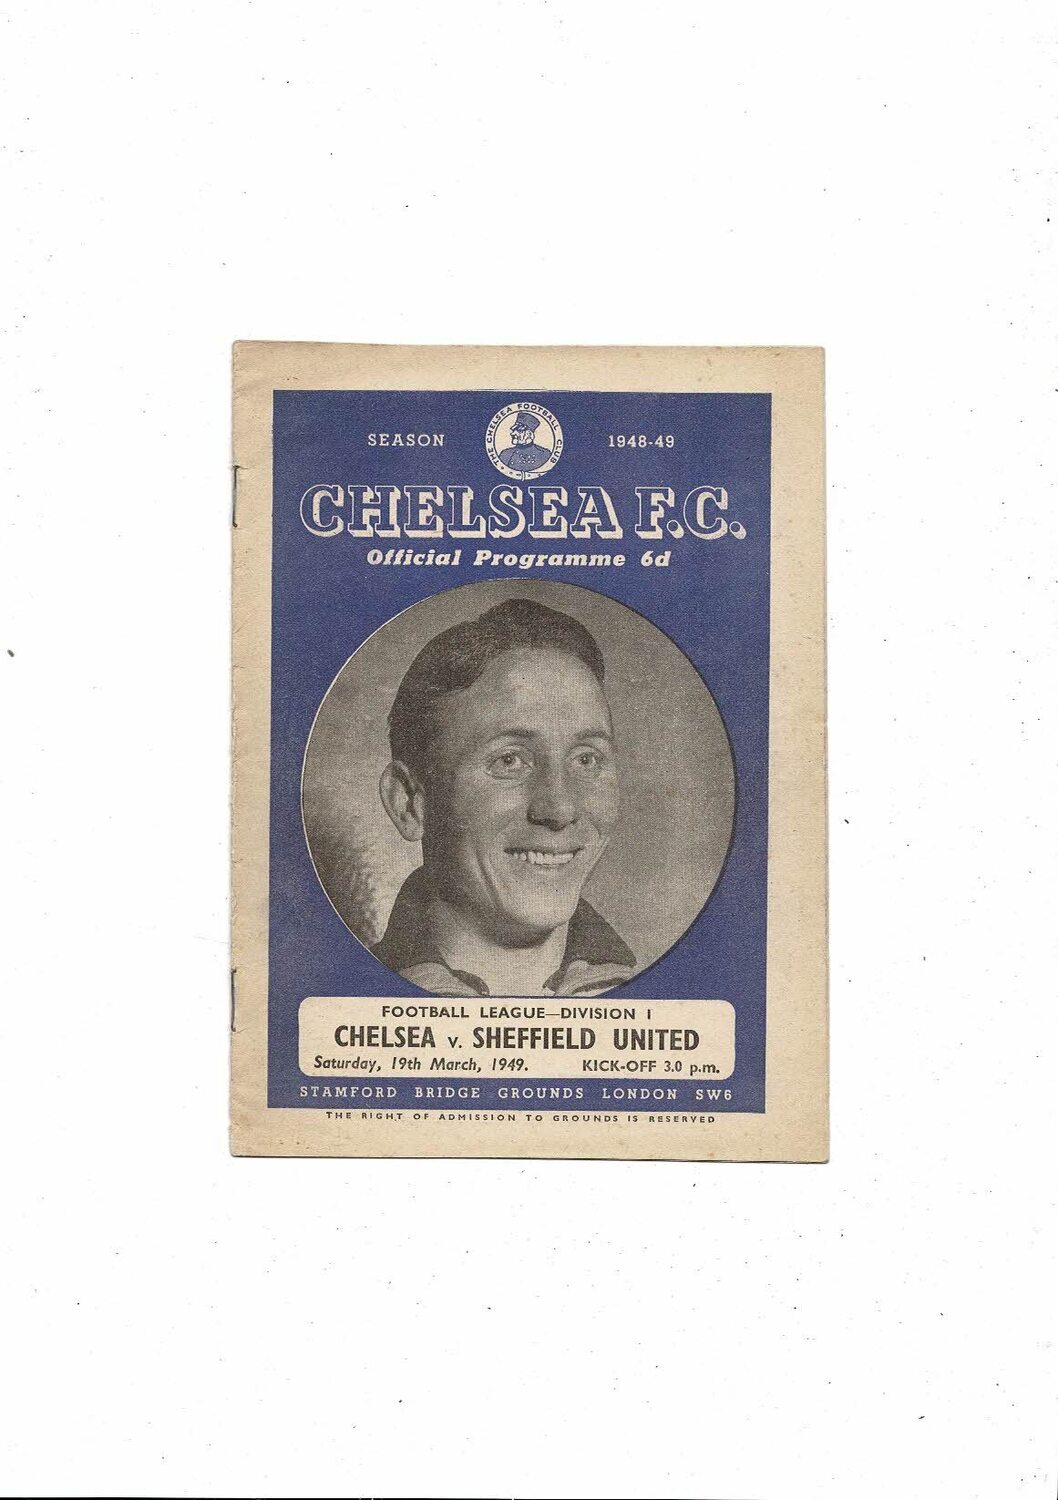 THE CHELSEA FOOTBALL CLUB
SEASON 1948-49
CHELSEA F.C.
Official Programme 6d
FOOTBALL LEAGUE—DIVISION I
CHELSEA v. SHEFFIELD UNITED
Saturday, 19th March, 1949. KICK-OFF 3.0 p.m.
STAMFORD BRIDGE GROUNDS LONDON SW6
THE RIGHT OF ADMISSION TO GROUNDS IS RESERVED